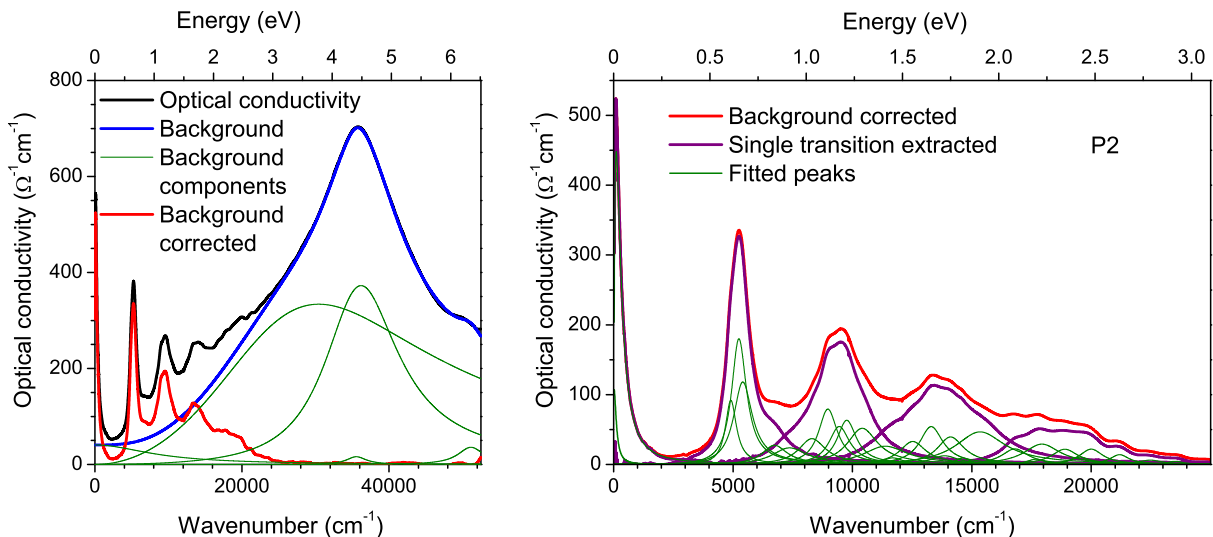 Energy (eV)
0 1 2 3 4 5 6
800
600
400
200
0
Optical conductivity (Ω⁻¹cm⁻¹)
Optical conductivity
Background
Background
components
Background
corrected
0 20000 40000
Wavenumber (cm⁻¹)
Energy (eV)
0.0 0.5 1.0 1.5 2.0 2.5 3.0
500
400
300
200
100
0
Optical conductivity (Ω⁻¹cm⁻¹)
Background corrected
Single transition extracted P2
Fitted peaks
0 5000 10000 15000 20000
Wavenumber (cm⁻¹)